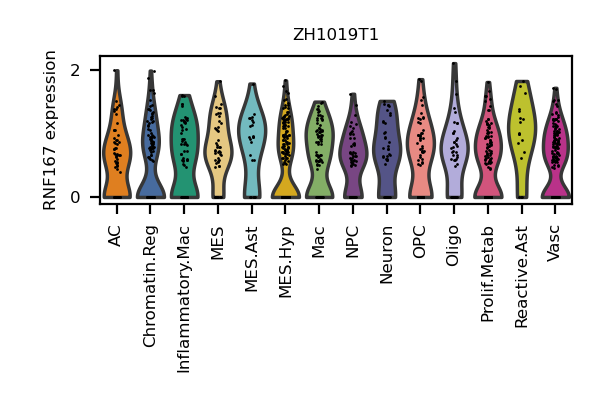 ZH1019T1
RNF167 expression
2
0
AC
Chromatin.Reg
Inflammatory.Mac
MES
MES.Ast
MES.Hyp
Mac
NPC
Neuron
OPC
Oligo
Prolif.Metab
Reactive.Ast
Vasc